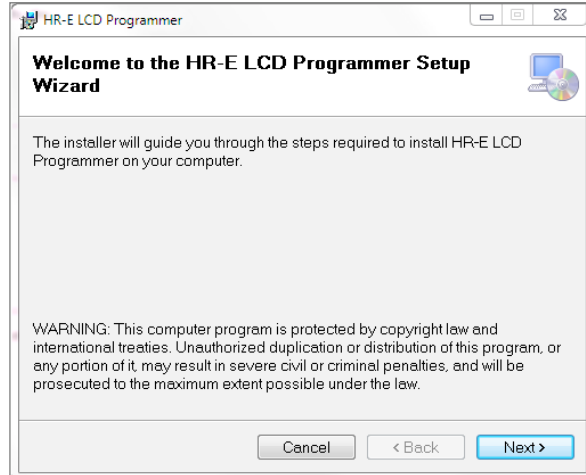 HR-E LCD Programmer
Welcome to the HR-E LCD Programmer Setup
Wizard
The installer will guide you through the steps required to install HR-E LCD
Programmer on your computer.
WARNING: This computer program is protected by copyright law and
international treaties. Unauthorized duplication or distribution of this program, or
any portion of it, may result in severe civil or criminal penalties, and will be
prosecuted to the maximum extent possible under the law.
Cancel < Back Next >